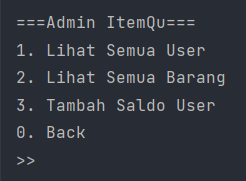 ===Admin ItemQu===
1. Lihat Semua User
2. Lihat Semua Barang
3. Tambah Saldo User
0. Back
>>